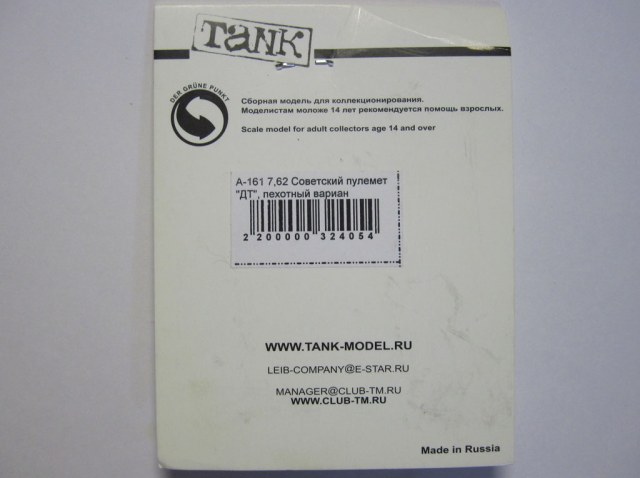 TANK
DER GRÜNE PUNKT
Сборная модель для коллекционирования.
Моделистам моложе 14 лет рекомендуется помощь взрослых.
Scale model for adult collectors age 14 and over
А-161 7,62 Советский пулемет
"ДТ", пехотный вариан
2 200000 324054
WWW.TANK-MODEL.RU
LEIB-COMPANY@E-STAR.RU
MANAGER@CLUB-TM.RU
WWW.CLUB-TM.RU
Made in Russia